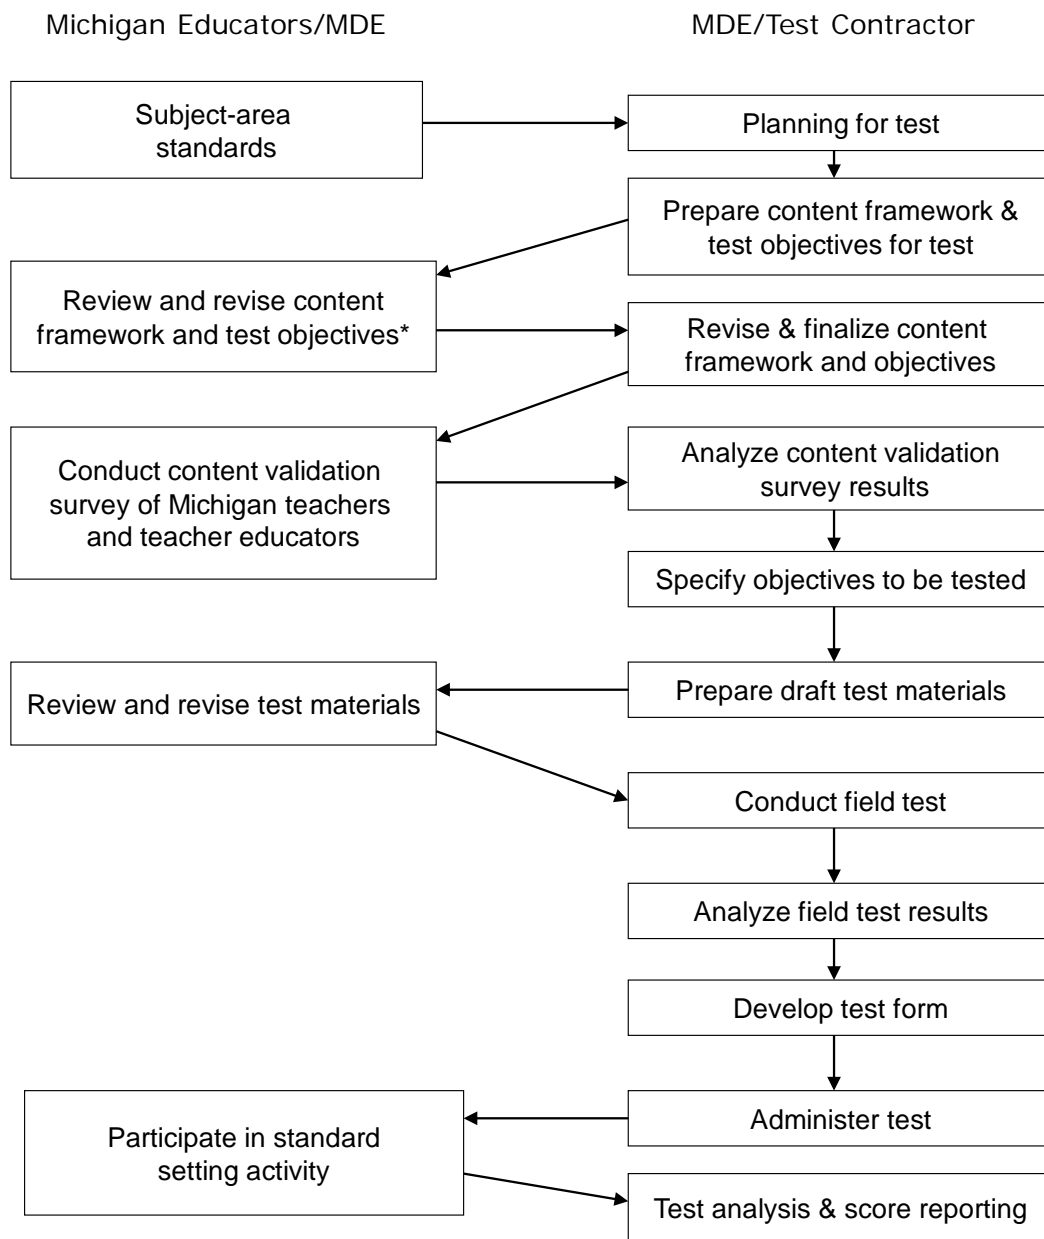 Michigan Educators/MDE
MDE/Test Contractor
Subject-area
standards
Planning for test
Prepare content framework &
test objectives for test
Review and revise content
framework and test objectives*
Revise & finalize content
framework and objectives
Conduct content validation
survey of Michigan teachers
and teacher educators
Analyze content validation
survey results
Specify objectives to be tested
Prepare draft test materials
Review and revise test materials
Conduct field test
Analyze field test results
Develop test form
Administer test
Participate in standard
setting activity
Test analysis & score reporting